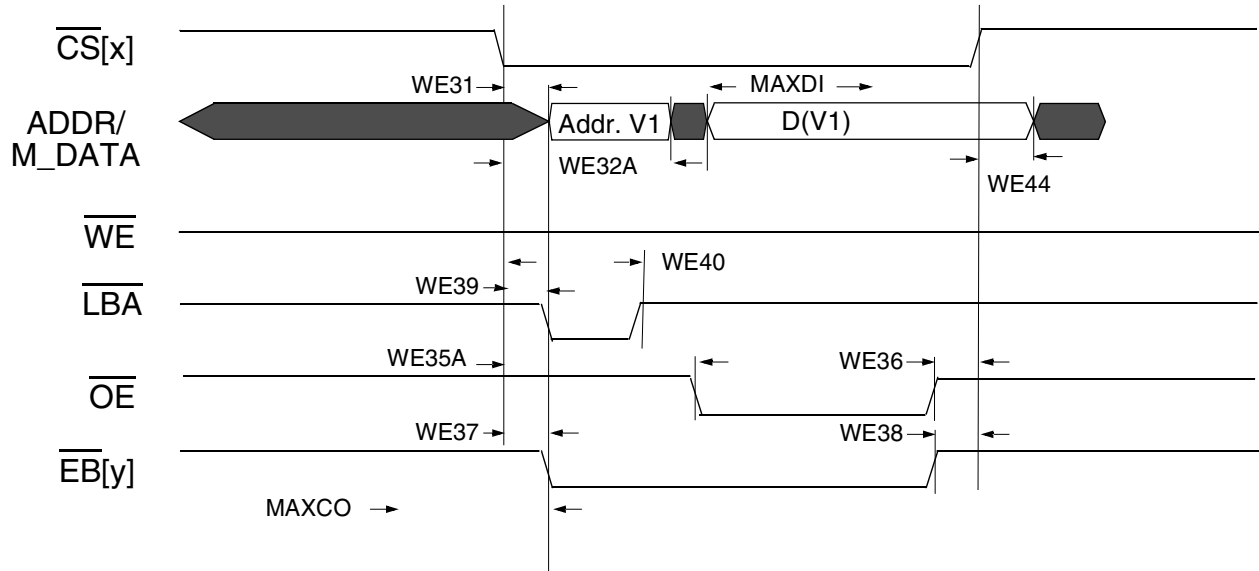 CS[x]
WE31
MAXDI
ADDR/
M_DATA
Addr. V1
D(V1)
WE32A
WE44
WE
WE40
WE39
LBA
WE35A
WE36
OE
WE37
WE38
EB[y]
MAXCO